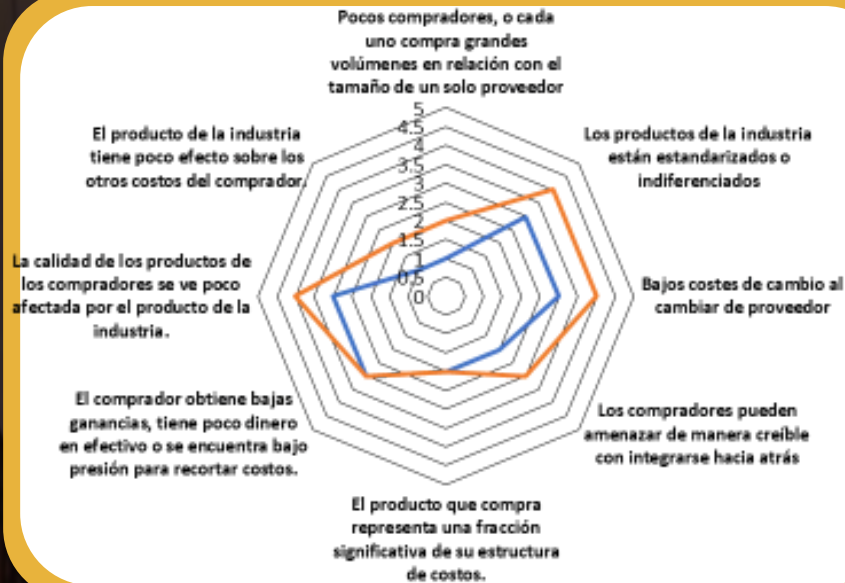 Pocos compradores, o cada
uno compra grandes
volúmenes en relación con el
tamaño de un solo proveedor
Los productos de la industria
están estandarizados o
indiferenciados
Bajos costes de cambio al
cambiar de proveedor
Los compradores pueden
amenazar de manera creíble
con integrarse hacia atrás
El producto que compra
representa una fracción
significativa de su estructura
de costos.
El comprador obtiene bajas
ganancias, tiene poco dinero
en efectivo o se encuentra bajo
presión para recortar costos.
La calidad de los productos de
los compradores se ve poco
afectada por el producto de la
industria.
El producto de la industria
tiene poco efecto sobre los
otros costos del comprador.
5
4.5
4
3.5
3
2.5
2
1.5
1
0.5
0